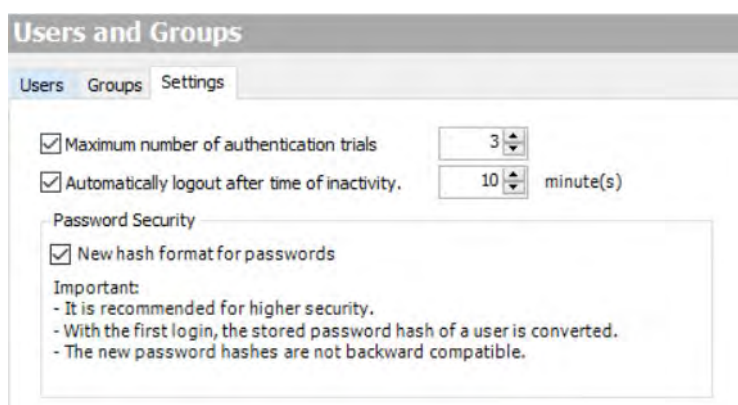 Users and Groups
Users Groups Settings
Maximum number of authentication trials 3
Automatically logout after time of inactivity. 10 minute(s)
Password Security
New hash format for passwords
Important:
- It is recommended for higher security.
- With the first login, the stored password hash of a user is converted.
- The new password hashes are not backward compatible.